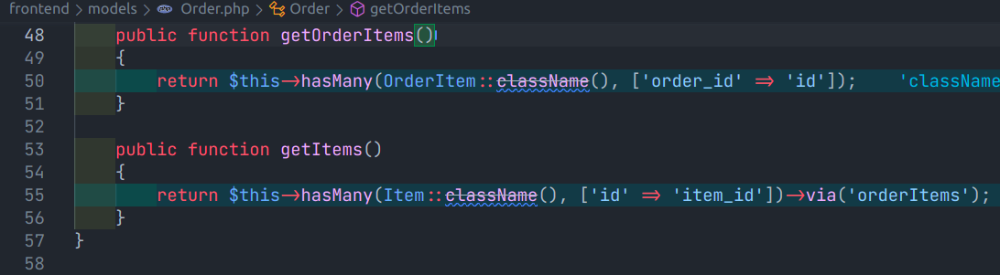 frontend > models > Order.php > Order > getOrderItems
48 public function getOrderItems()
49 {
50 return $this->hasMany(OrderItem::className(), ['order_id' => 'id']); 'className
51 }
52
53 public function getItems()
54 {
55 return $this->hasMany(Item::className(), ['id' => 'item_id'])->via('orderItems');
56 }
57 }
58